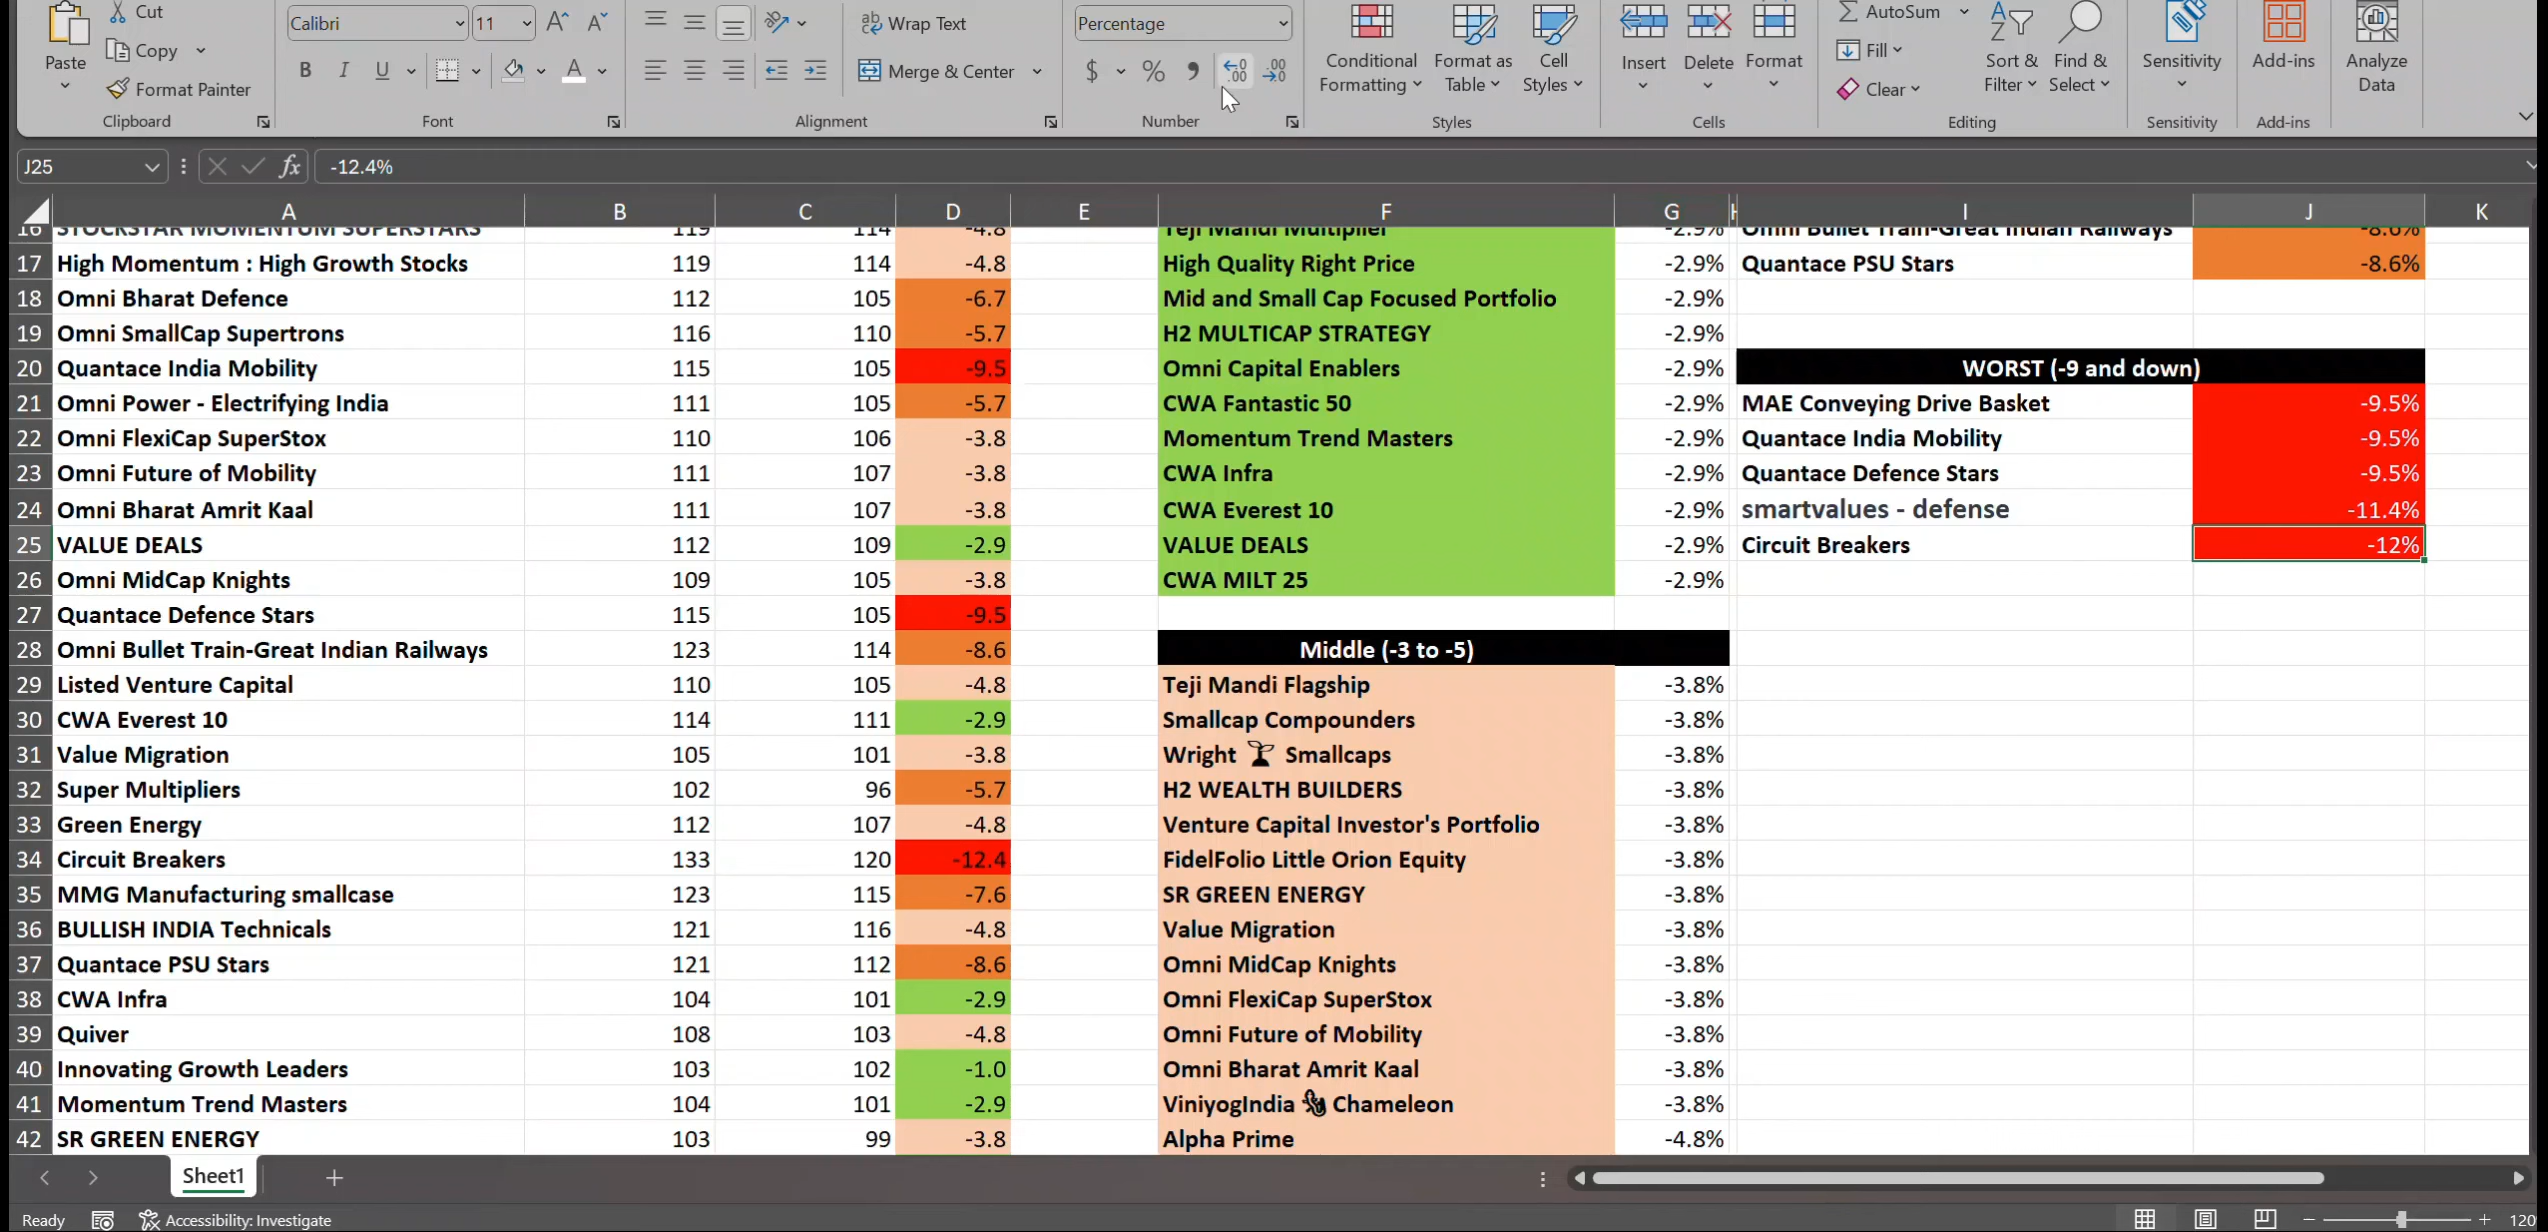 Paste
Cut
Copy
Format Painter
Clipboard
Calibri
11
A A
B I U A
Font
ab Wrap Text
Merge & Center
Alignment
Percentage
$ % , .00 .00
Number
Conditional Formatting
Format as Table
Cell Styles
Styles
Insert
Delete
Format
Cells
AutoSum
Fill
Clear
Sort & Filter
Find & Select
Editing
Sensitivity
Sensitivity
Add-ins
Add-ins
Analyze Data
J25 fx -12.4%
A B C D E F G H I J K
16 STOCKSTAR MOMENTUM SUPERSTARS 119 114 -4.8 Teji Mandi Multiplier -2.9% Omni Bullet Train-Great Indian Railways -8.6%
17 High Momentum : High Growth Stocks 119 114 -4.8 High Quality Right Price -2.9% Quantace PSU Stars -8.6%
18 Omni Bharat Defence 112 105 -6.7 Mid and Small Cap Focused Portfolio -2.9%
19 Omni SmallCap Supertrons 116 110 -5.7 H2 MULTICAP STRATEGY -2.9%
20 Quantace India Mobility 115 105 -9.5 Omni Capital Enablers -2.9% WORST (-9 and down)
21 Omni Power - Electrifying India 111 105 -5.7 CWA Fantastic 50 -2.9% MAE Conveying Drive Basket -9.5%
22 Omni FlexiCap SuperStox 110 106 -3.8 Momentum Trend Masters -2.9% Quantace India Mobility -9.5%
23 Omni Future of Mobility 111 107 -3.8 CWA Infra -2.9% Quantace Defence Stars -9.5%
24 Omni Bharat Amrit Kaal 111 107 -3.8 CWA Everest 10 -2.9% smartvalues - defense -11.4%
25 VALUE DEALS 112 109 -2.9 VALUE DEALS -2.9% Circuit Breakers -12%
26 Omni MidCap Knights 109 105 -3.8 CWA MILT 25 -2.9%
27 Quantace Defence Stars 115 105 -9.5
28 Omni Bullet Train-Great Indian Railways 123 114 -8.6 Middle (-3 to -5)
29 Listed Venture Capital 110 105 -4.8 Teji Mandi Flagship -3.8%
30 CWA Everest 10 114 111 -2.9 Smallcap Compounders -3.8%
31 Value Migration 105 101 -3.8 Wright Smallcaps -3.8%
32 Super Multipliers 102 96 -5.7 H2 WEALTH BUILDERS -3.8%
33 Green Energy 112 107 -4.8 Venture Capital Investor's Portfolio -3.8%
34 Circuit Breakers 133 120 -12.4 FidelFolio Little Orion Equity -3.8%
35 MMG Manufacturing smallcase 123 115 -7.6 SR GREEN ENERGY -3.8%
36 BULLISH INDIA Technicals 121 116 -4.8 Value Migration -3.8%
37 Quantace PSU Stars 121 112 -8.6 Omni MidCap Knights -3.8%
38 CWA Infra 104 101 -2.9 Omni FlexiCap SuperStox -3.8%
39 Quiver 108 103 -4.8 Omni Future of Mobility -3.8%
40 Innovating Growth Leaders 103 102 -1.0 Omni Bharat Amrit Kaal -3.8%
41 Momentum Trend Masters 104 101 -2.9 ViniyogIndia Chameleon -3.8%
42 SR GREEN ENERGY 103 99 -3.8 Alpha Prime -4.8%
Sheet1 +
Ready Accessibility: Investigate 120